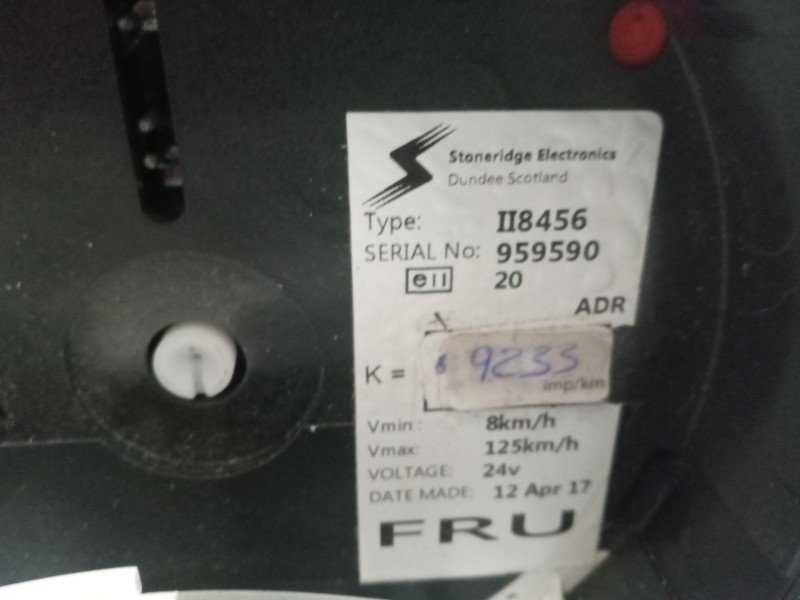 Stoneridge Electronics
Dundee Scotland
Type: II8456
SERIAL No: 959590
e11 20
ADR
K = 9233
imp/km
Vmin : 8km/h
Vmax: 125km/h
VOLTAGE: 24v
DATE MADE: 12 Apr 17
FRU